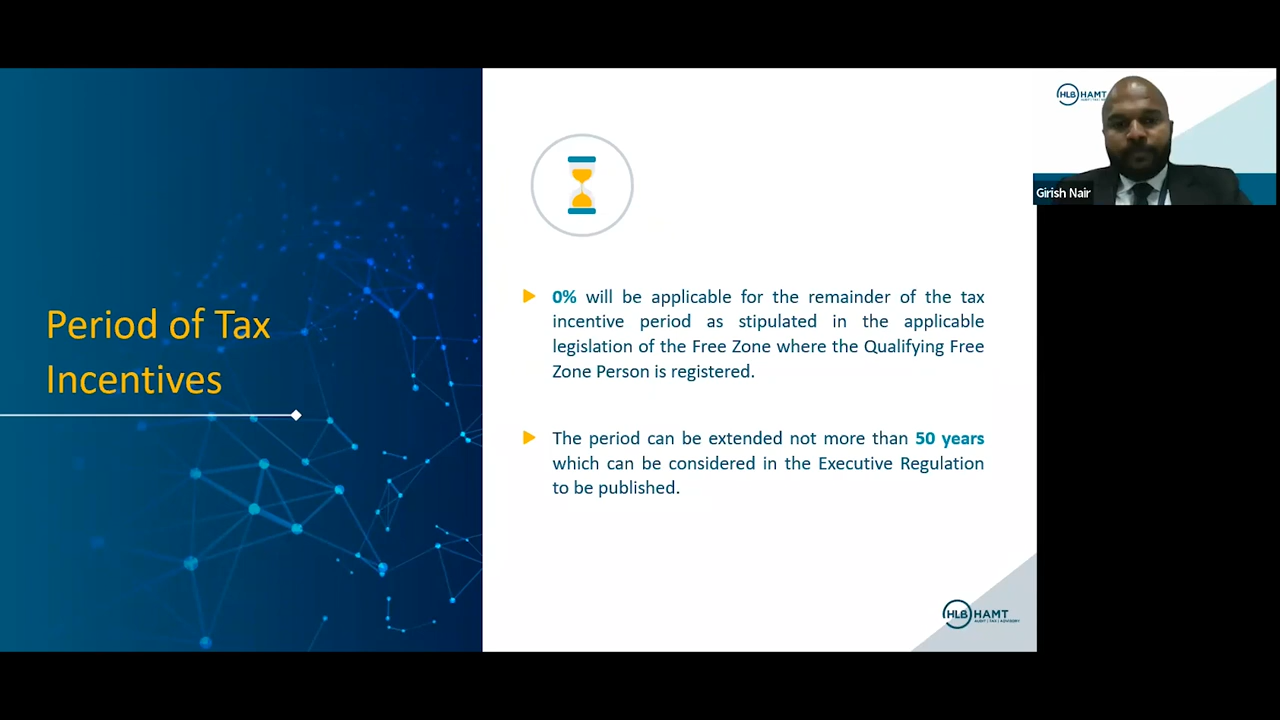 Period of Tax
Incentives
0% will be applicable for the remainder of the tax
incentive period as stipulated in the applicable
legislation of the Free Zone where the Qualifying Free
Zone Person is registered.
The period can be extended not more than 50 years
which can be considered in the Executive Regulation
to be published.
HLB HAMT
AUDIT | TAX | ADVISORY
HLB HAMT
Girish Nair